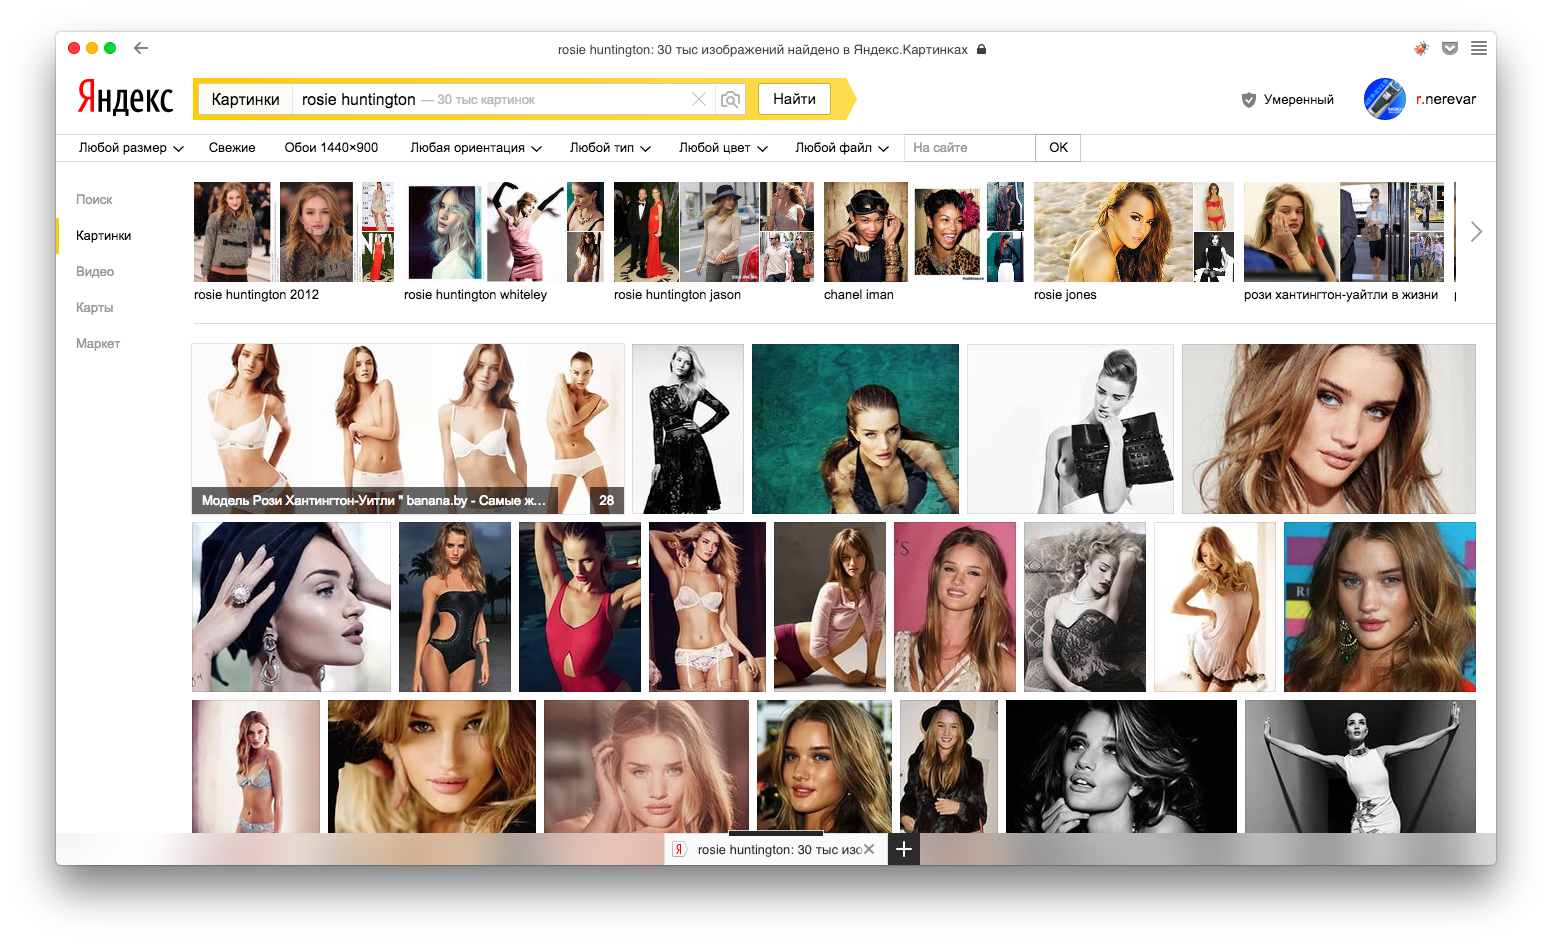 rosie huntington: 30 тыс изображений найдено в Яндекс.Картинках
Яндекс
Картинки
rosie huntington — 30 тыс картинок
Найти
Умеренный
r.nerevar
Любой размер
Свежие
Обои 1440×900
Любая ориентация
Любой тип
Любой цвет
Любой файл
На сайте
OK
Поиск
Картинки
Видео
Карты
Маркет
rosie huntington 2012
rosie huntington whiteley
rosie huntington jason
chanel iman
rosie jones
рози хантингтон-уайтли в жизни
Модель Рози Хантингтон-Уитли " banana.by - Самые ж...
28
Я
rosie huntington: 30 тыс изо